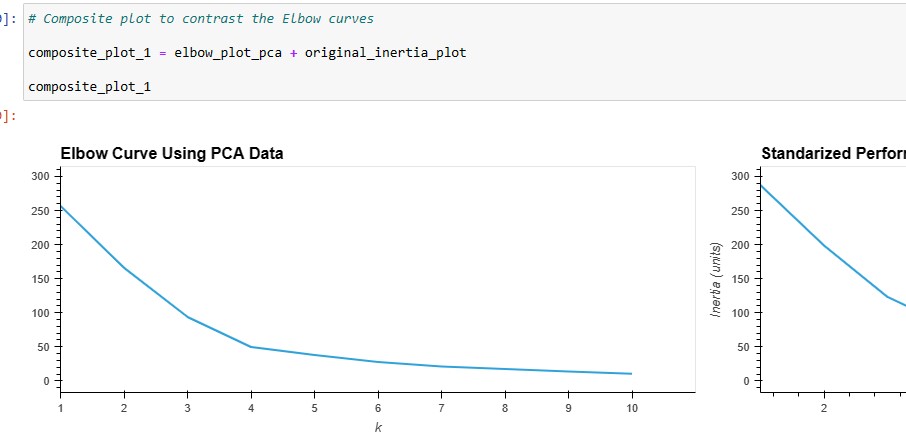 ]: # Composite plot to contrast the Elbow curves
composite_plot_1 = elbow_plot_pca + original_inertia_plot
composite_plot_1
]:
Elbow Curve Using PCA Data
300
250
200
150
100
50
0
1 2 3 4 5 6 7 8 9 10
k
Standarized Perfor
Inertia (units)
300
250
200
150
100
50
0
2